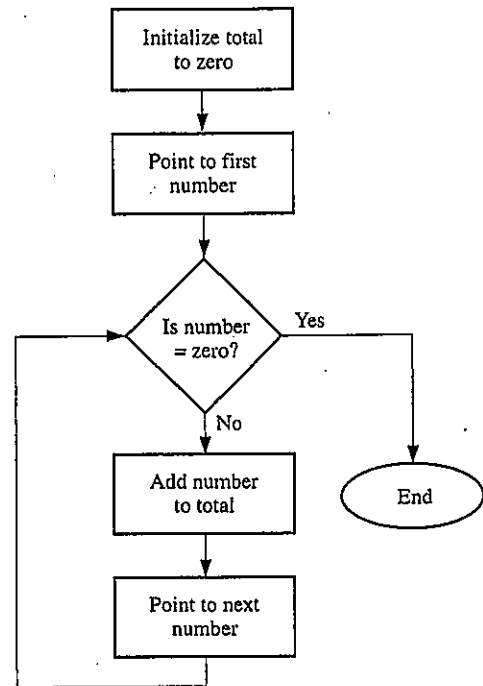 Initialize total
to zero
Point to first
number
Is number
= zero?
Yes
No
Add number
to total
End
Point to next
number